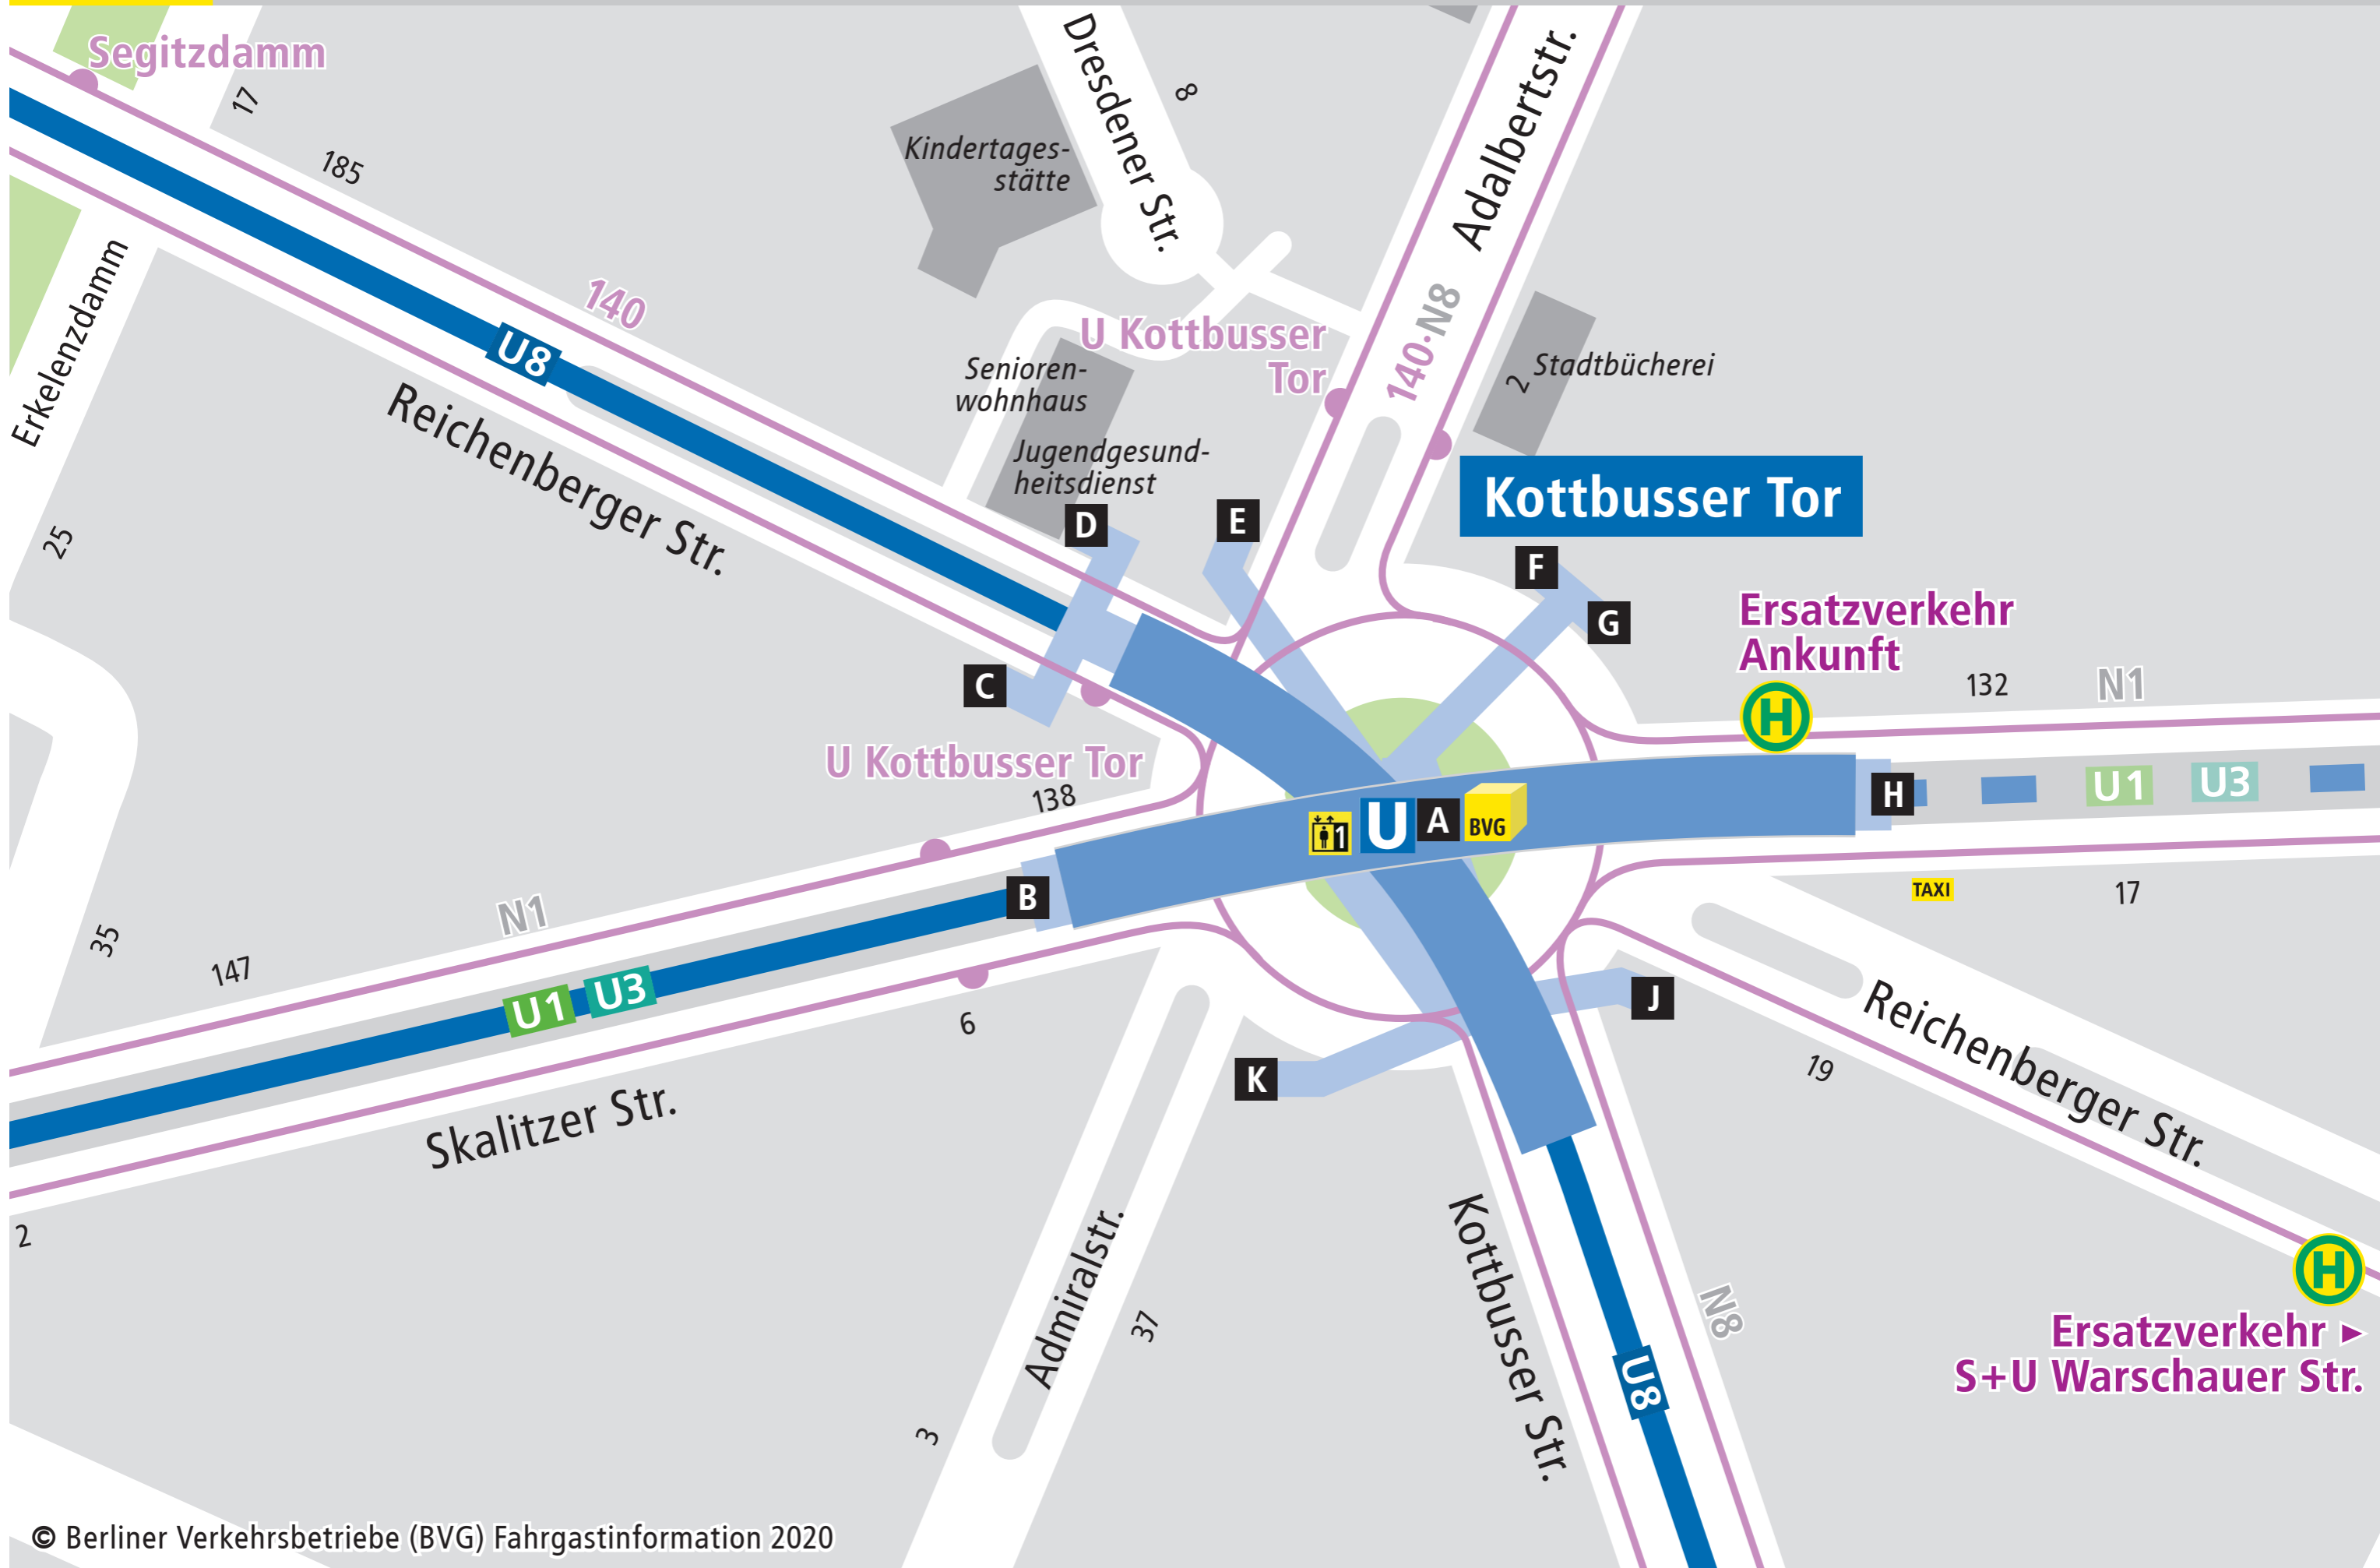 Segitzdamm
17
185
Dresdener Str.
8
Adalbertstr.
Kindertages-
stätte
140
U8
Erkelenzdamm
Reichenberger Str.
25
U Kottbusser
Tor
140·N8
Senioren-
wohnhaus
Jugendgesund-
heitsdienst
2
Stadtbücherei
Kottbusser Tor
D
E
F
G
C
Ersatzverkehr
Ankunft
H
132
N1
U Kottbusser Tor
138
1
U
A
BVG
H
U1
U3
B
TAXI
17
N1
35
147
U1
U3
6
Skalitzer Str.
J
K
Reichenberger Str.
19
2
Admiralstr.
37
3
Kottbusser Str.
N8
U8
H
Ersatzverkehr ►
S+U Warschauer Str.
© Berliner Verkehrsbetriebe (BVG) Fahrgastinformation 2020